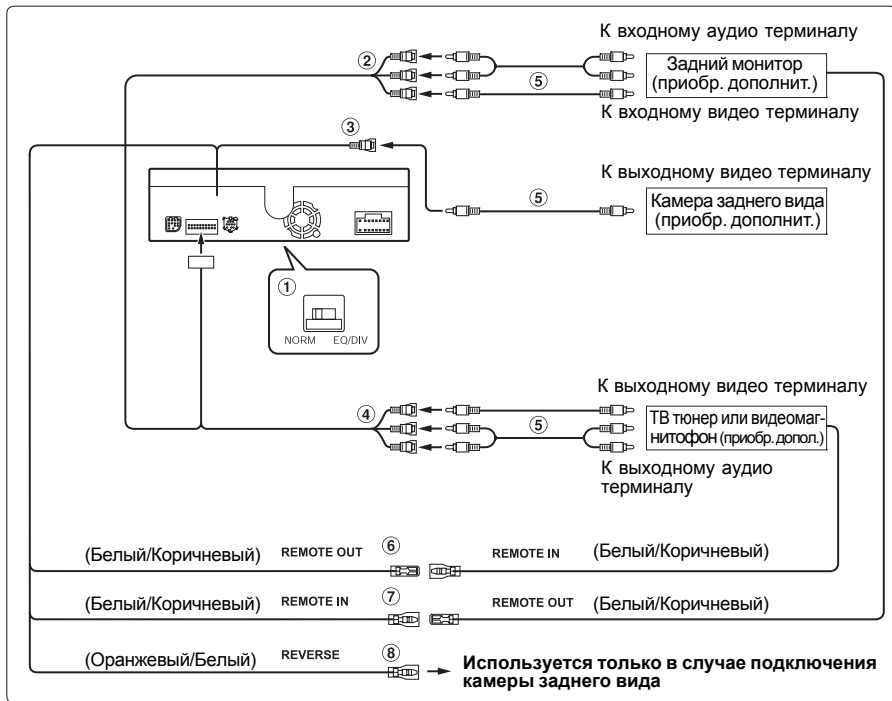 К входному аудио терминалу
②
Задний монитор
(приобр. дополнит.)
⑤
К входному видео терминалу
③
К выходному видео терминалу
⑤
Камера заднего вида
(приобр. дополнит.)
①
NORM EQ/DIV
К выходному видео терминалу
④
ТВ тюнер или видеомаг-
нитофон (приобр. допол.)
⑤
К выходному аудио
терминалу
(Белый/Коричневый) REMOTE OUT ⑥ REMOTE IN (Белый/Коричневый)
(Белый/Коричневый) REMOTE IN ⑦ REMOTE OUT (Белый/Коричневый)
(Оранжевый/Белый) REVERSE ⑧
Используется только в случае подключения
камеры заднего вида